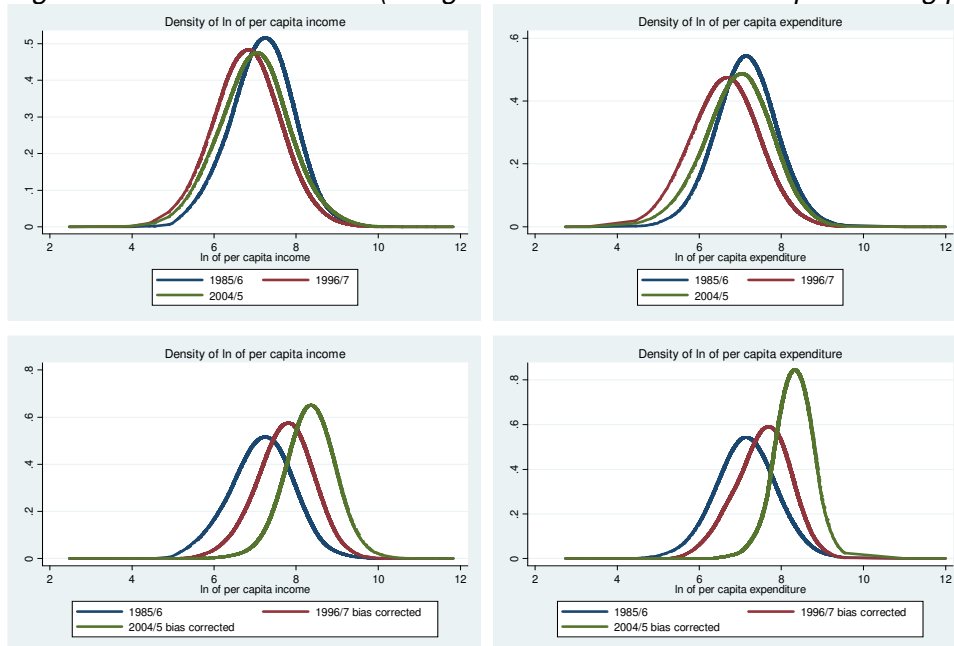 Density of ln of per capita income
.5
.4
.3
.2
.1
0
2 4 6 8 10 12
ln of per capita income
1985/6 1996/7
2004/5
Density of ln of per capita expenditure
.6
.4
.2
0
2 4 6 8 10 12
ln of per capita expenditure
1985/6 1996/7
2004/5
Density of ln of per capita income
.8
.6
.4
.2
0
2 4 6 8 10 12
ln of per capita income
1985/6 1996/7 bias corrected
2004/5 bias corrected
Density of ln of per capita expenditure
.8
.6
.4
.2
0
2 4 6 8 10 12
ln of per capita expenditure
1985/6 1996/7 bias corrected
2004/5 bias corrected